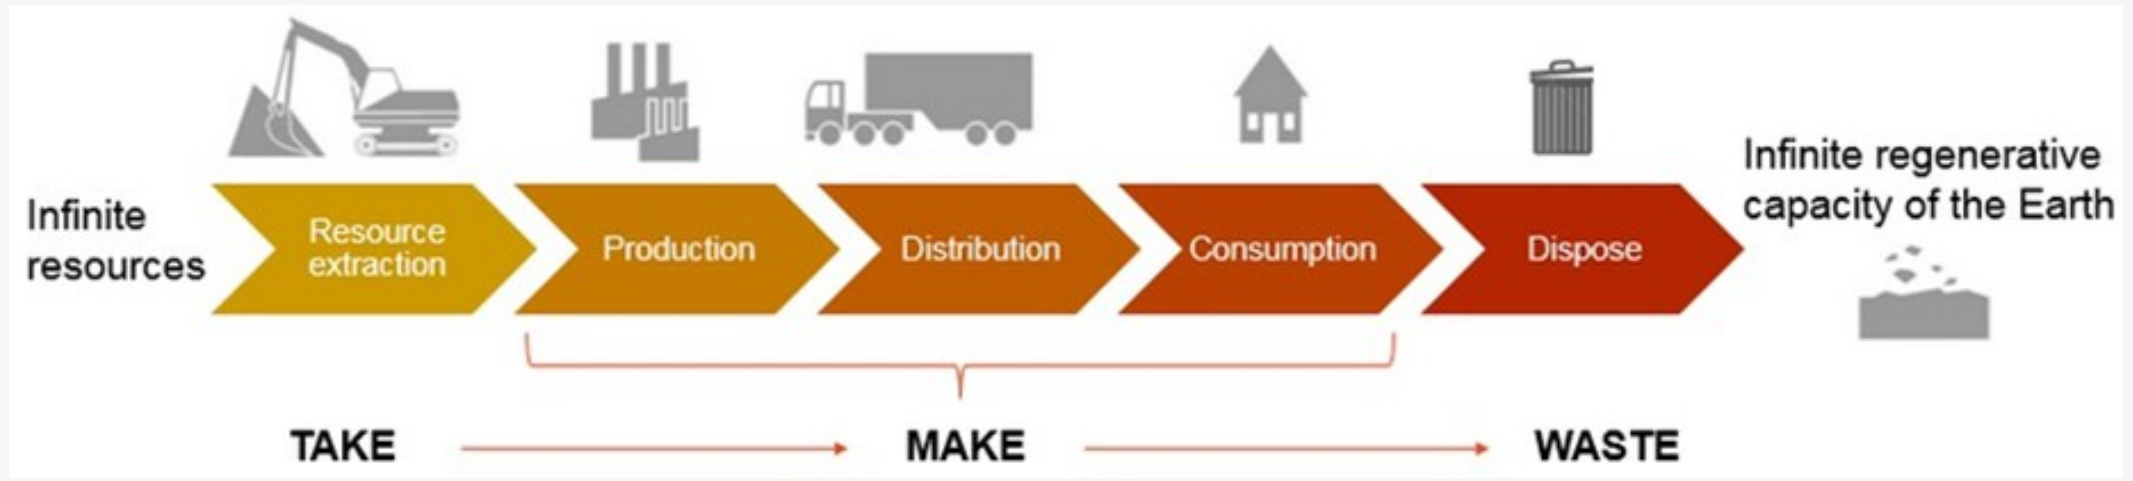 Infinite
resources
Resource
extraction
Production
Distribution
Consumption
Dispose
Infinite regenerative
capacity of the Earth
TAKE
MAKE
WASTE